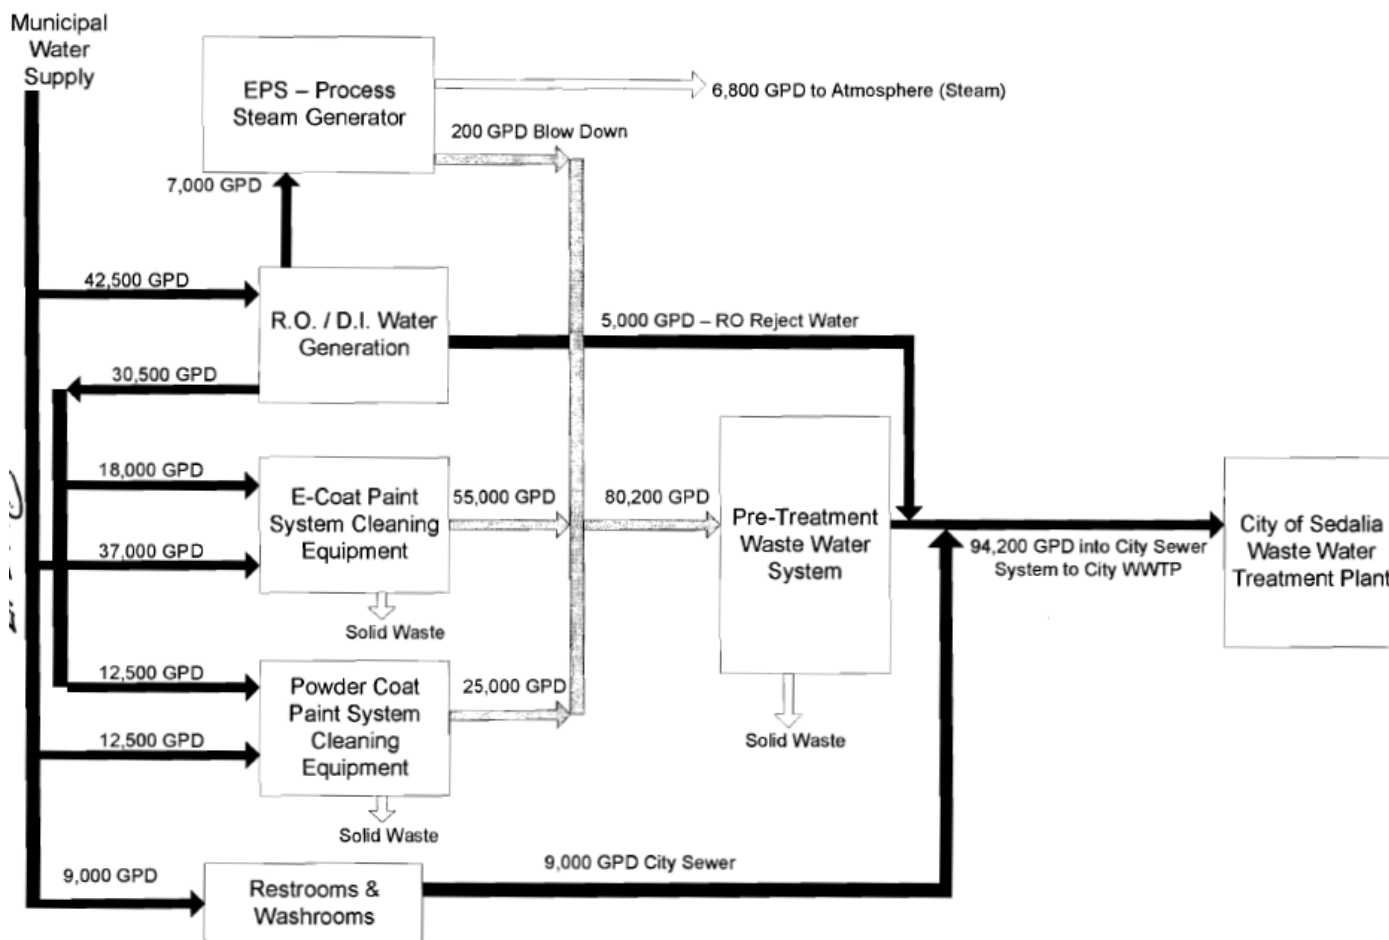 Municipal
Water
Supply
EPS – Process
Steam Generator
6,800 GPD to Atmosphere (Steam)
200 GPD Blow Down
7,000 GPD
42,500 GPD
R.O. / D.I. Water
Generation
5,000 GPD – RO Reject Water
30,500 GPD
18,000 GPD
E-Coat Paint
System Cleaning
Equipment
55,000 GPD
80,200 GPD
Pre-Treatment
Waste Water
System
94,200 GPD into City Sewer
System to City WWTP
City of Sedalia
Waste Water
Treatment Plant
37,000 GPD
Solid Waste
12,500 GPD
Powder Coat
Paint System
Cleaning
Equipment
25,000 GPD
12,500 GPD
Solid Waste
Solid Waste
9,000 GPD
Restrooms &
Washrooms
9,000 GPD City Sewer